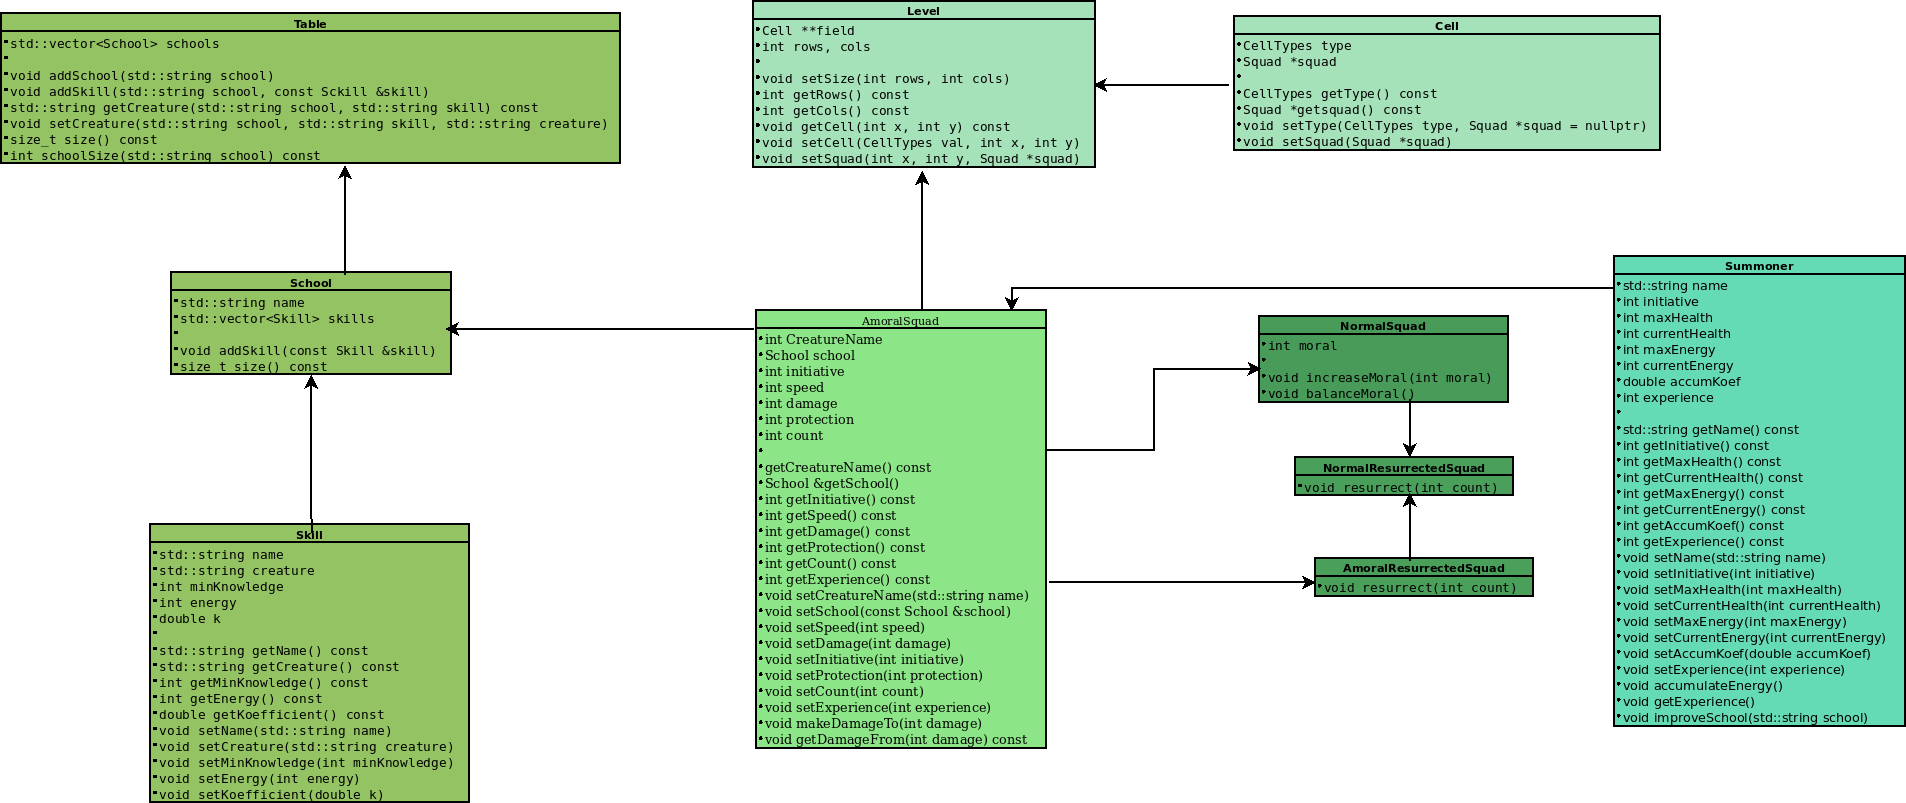 Table
std::vector<School> schools
void addSchool(std::string school)
void addSkill(std::string school, const Sckill &skill)
std::string getCreature(std::string school, std::string skill) const
void setCreature(std::string school, std::string skill, std::string creature)
size_t size() const
int schoolSize(std::string school) const
Level
Cell **field
int rows, cols
void setSize(int rows, int cols)
int getRows() const
int getCols() const
void getCell(int x, int y) const
void setCell(CellTypes val, int x, int y)
void setSquad(int x, int y, Squad *squad)
Cell
CellTypes type
Squad *squad
CellTypes getType() const
Squad *getsquad() const
void setType(CellTypes type, Squad *squad = nullptr)
void setSquad(Squad *squad)
School
std::string name
std::vector<Skill> skills
void addSkill(const Skill &skill)
size_t size() const
Skill
std::string name
std::string creature
int minKnowledge
int energy
double k
std::string getName() const
std::string getCreature() const
int getMinKnowledge() const
int getEnergy() const
double getKoefficient() const
void setName(std::string name)
void setCreature(std::string creature)
void setMinKnowledge(int minKnowledge)
void setEnergy(int energy)
void setKoefficient(double k)
AmoralSquad
int CreatureName
School school
int initiative
int speed
int damage
int protection
int count
getCreatureName() const
School &getSchool()
int getInitiative() const
int getSpeed() const
int getDamage() const
int getProtection() const
int getCount() const
int getExperience() const
void setCreatureName(std::string name)
void setSchool(const School &school)
void setSpeed(int speed)
void setDamage(int damage)
void setInitiative(int initiative)
void setProtection(int protection)
void setCount(int count)
void setExperience(int experience)
void makeDamageTo(int damage)
void getDamageFrom(int damage) const
NormalSquad
int moral
void increaseMoral(int moral)
void balanceMoral()
NormalResurrectedSquad
void resurrect(int count)
AmoralResurrectedSquad
void resurrect(int count)
Summoner
std::string name
int initiative
int maxHealth
int currentHealth
int maxEnergy
int currentEnergy
double accumKoef
int experience
std::string getName() const
int getInitiative() const
int getMaxHealth() const
int getCurrentHealth() const
int getMaxEnergy() const
int getCurrentEnergy() const
int getAccumKoef() const
int getExperience() const
void setName(std::string name)
void setInitiative(int initiative)
void setMaxHealth(int maxHealth)
void setCurrentHealth(int currentHealth)
void setMaxEnergy(int maxEnergy)
void setCurrentEnergy(int currentEnergy)
void setAccumKoef(double accumKoef)
void setExperience(int experience)
void accumulateEnergy()
void getExperience()
void improveSchool(std::string school)